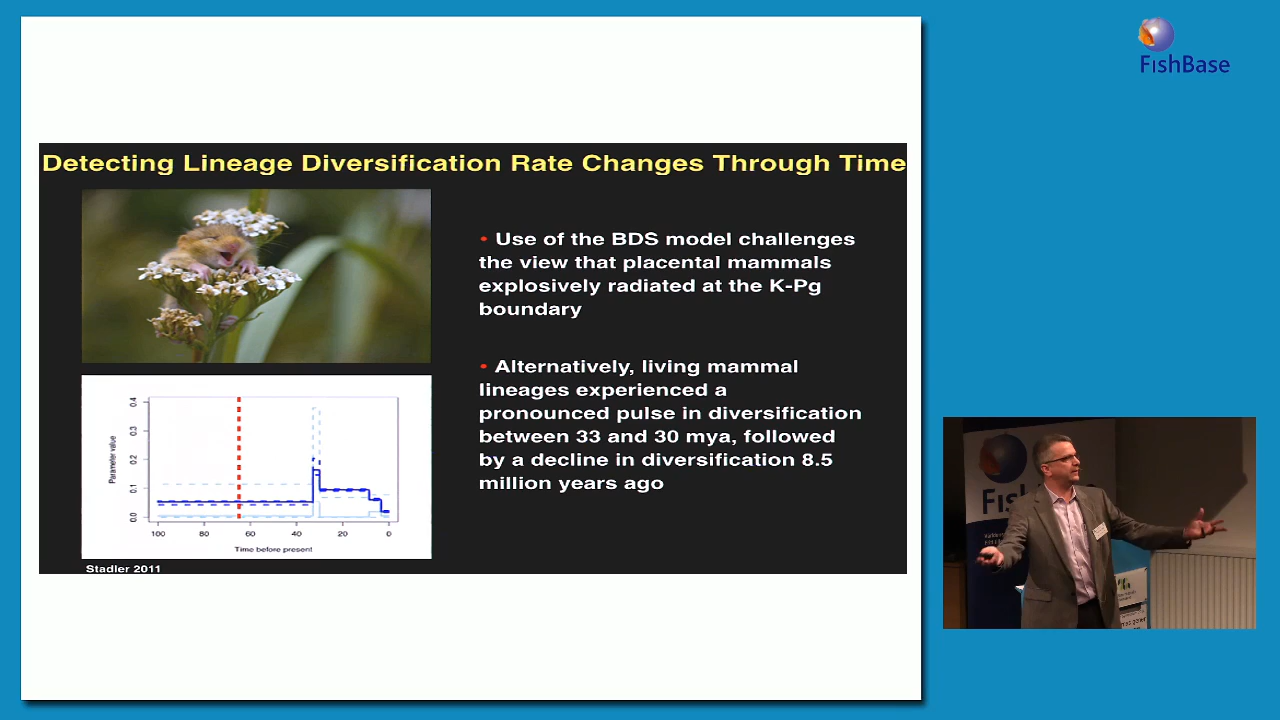 FishBase
Detecting Lineage Diversification Rate Changes Through Time
• Use of the BDS model challenges
the view that placental mammals
explosively radiated at the K-Pg
boundary
• Alternatively, living mammal
lineages experienced a
pronounced pulse in diversification
between 33 and 30 mya, followed
by a decline in diversification 8.5
million years ago
Parameter value
0.4
0.3
0.2
0.1
0.0
100 80 60 40 20 0
Time before present
Stadler 2011